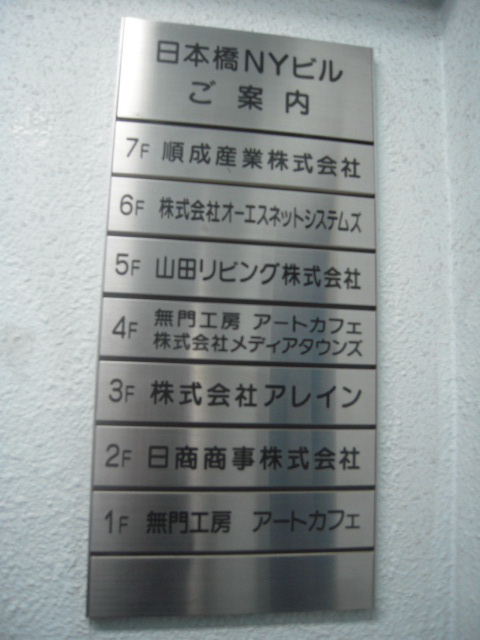 日本橋NYビル
ご案内
7F 順成産業株式会社
6F 株式会社オーエスネットシステムズ
5F 山田リビング株式会社
4F 無門工房 アートカフェ
株式会社メディアタウンズ
3F 株式会社アレイン
2F 日商商事株式会社
1F 無門工房 アートカフェ